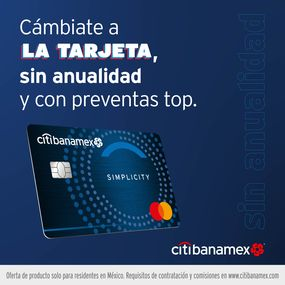 Cámbiate a
LA TARJETA,
sin anualidad
y con preventas top.
sin anualidad
citibanamex
SIMPLICITY
citibanamex
Oferta de producto solo para residentes en México. Requisitos de contratación y comisiones en www.citibanamex.com